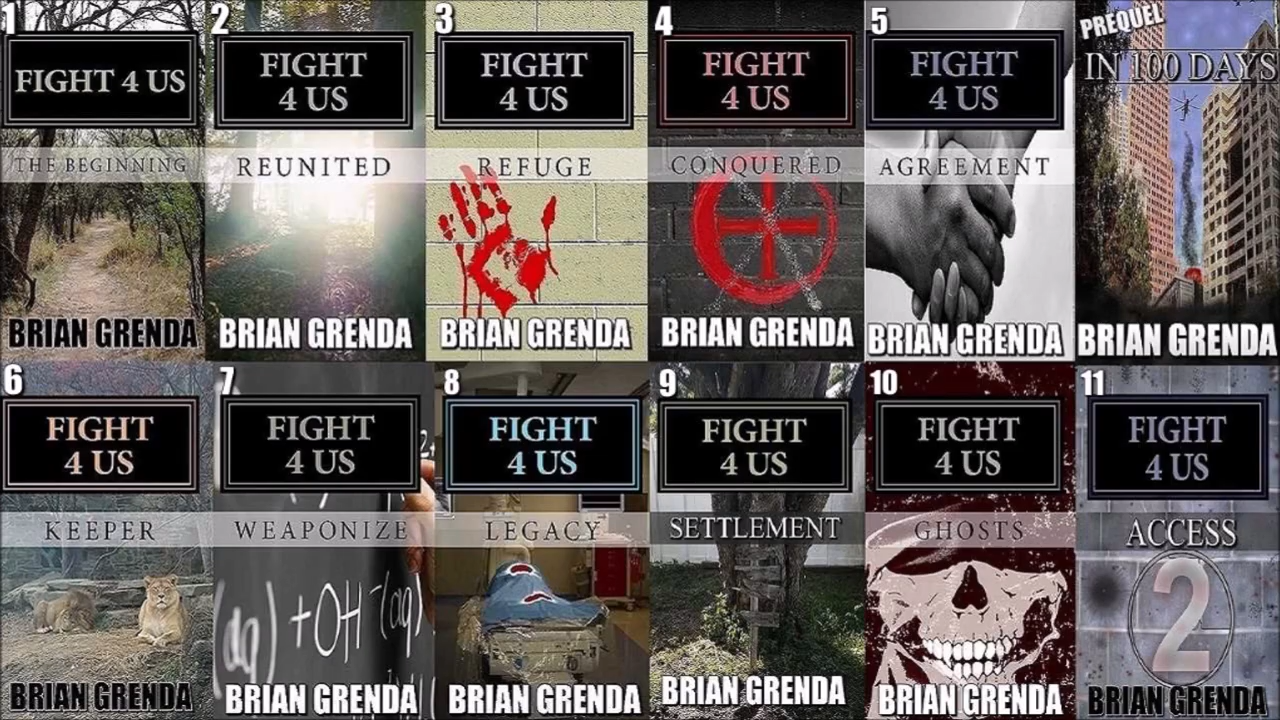 1
FIGHT 4 US
THE BEGINNING
BRIAN GRENDA
2
FIGHT
4 US
REUNITED
BRIAN GRENDA
3
FIGHT
4 US
REFUGE
BRIAN GRENDA
4
FIGHT
4 US
CONQUERED
BRIAN GRENDA
5
FIGHT
4 US
AGREEMENT
BRIAN GRENDA
PREQUEL
IN 100 DAYS
BRIAN GRENDA
6
FIGHT
4 US
KEEPER
BRIAN GRENDA
7
FIGHT
4 US
WEAPONIZE
(aq) +OH⁻(aq)
BRIAN GRENDA
8
FIGHT
4 US
LEGACY
BRIAN GRENDA
9
FIGHT
4 US
SETTLEMENT
BRIAN GRENDA
10
FIGHT
4 US
GHOSTS
BRIAN GRENDA
11
FIGHT
4 US
ACCESS
2
BRIAN GRENDA